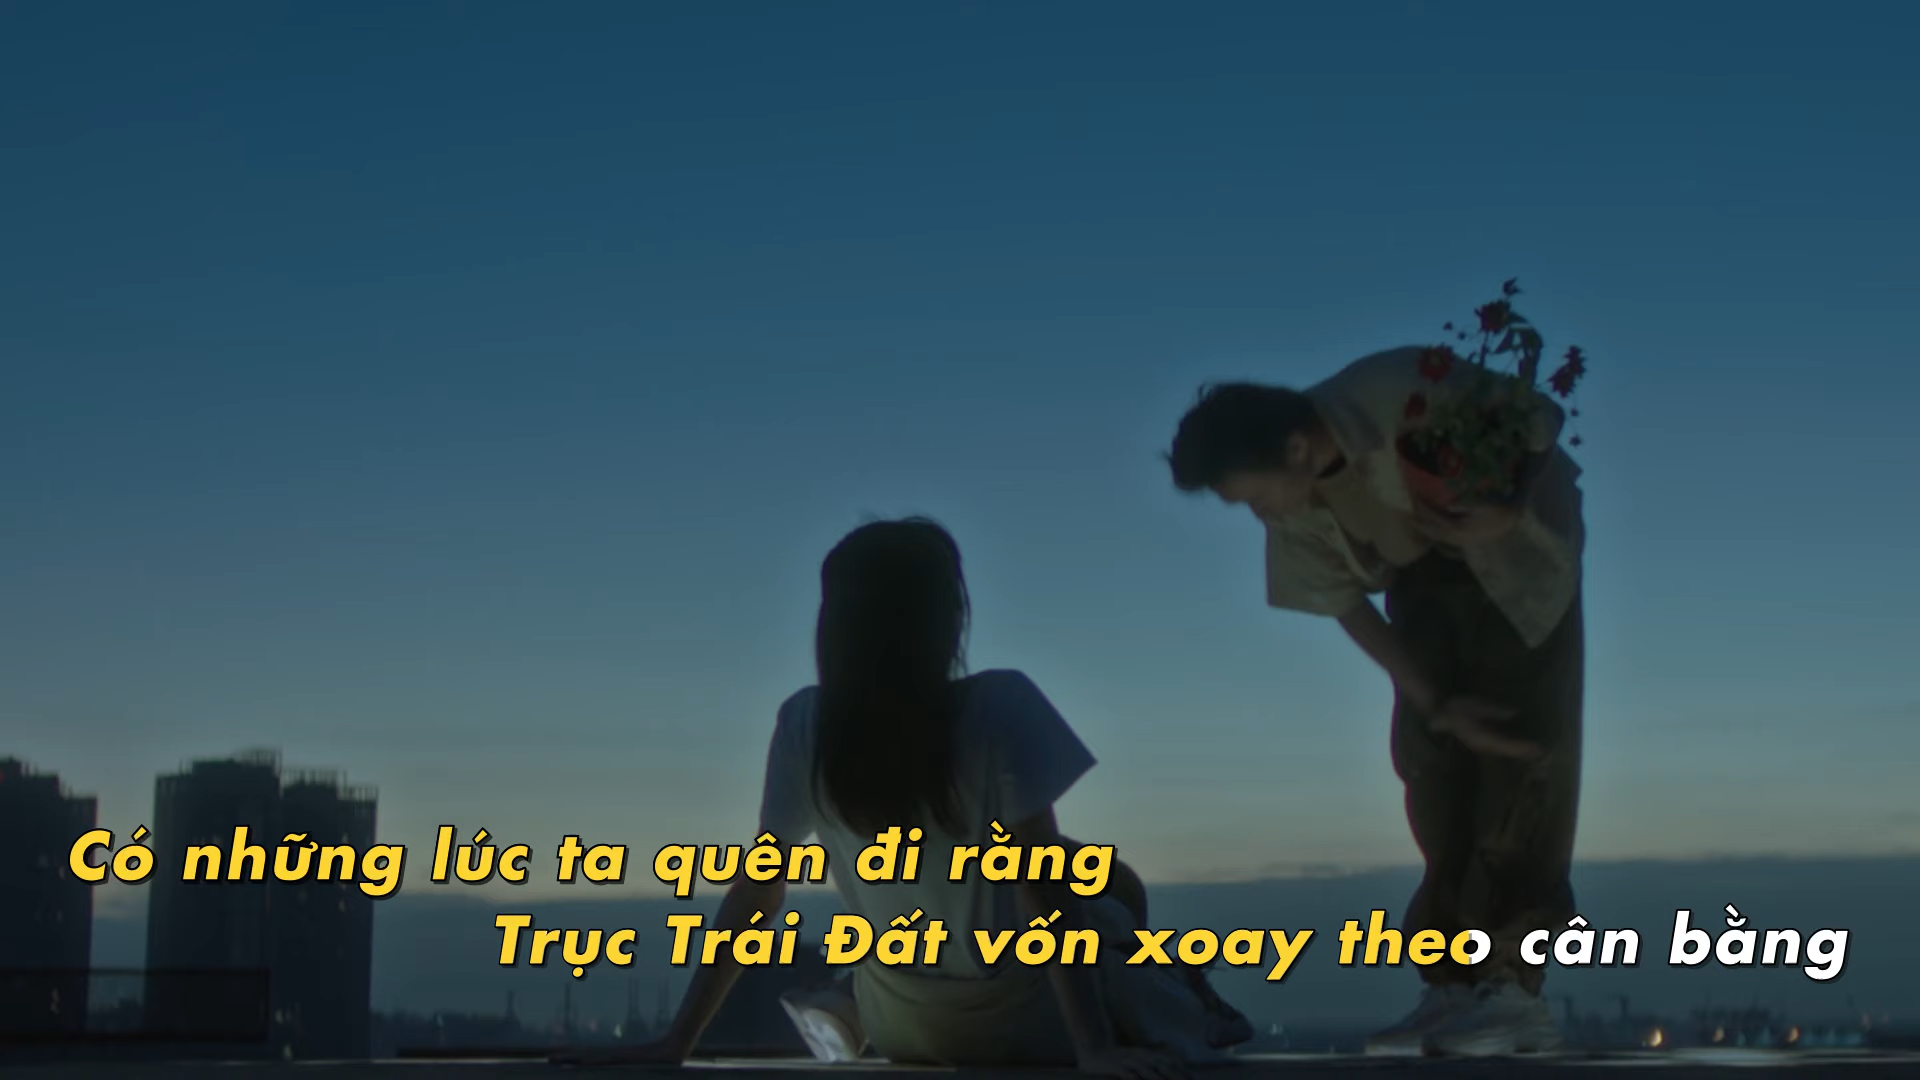 Có những lúc ta quên đi rằng
Trục Trái Đất vốn xoay theo cân bằng